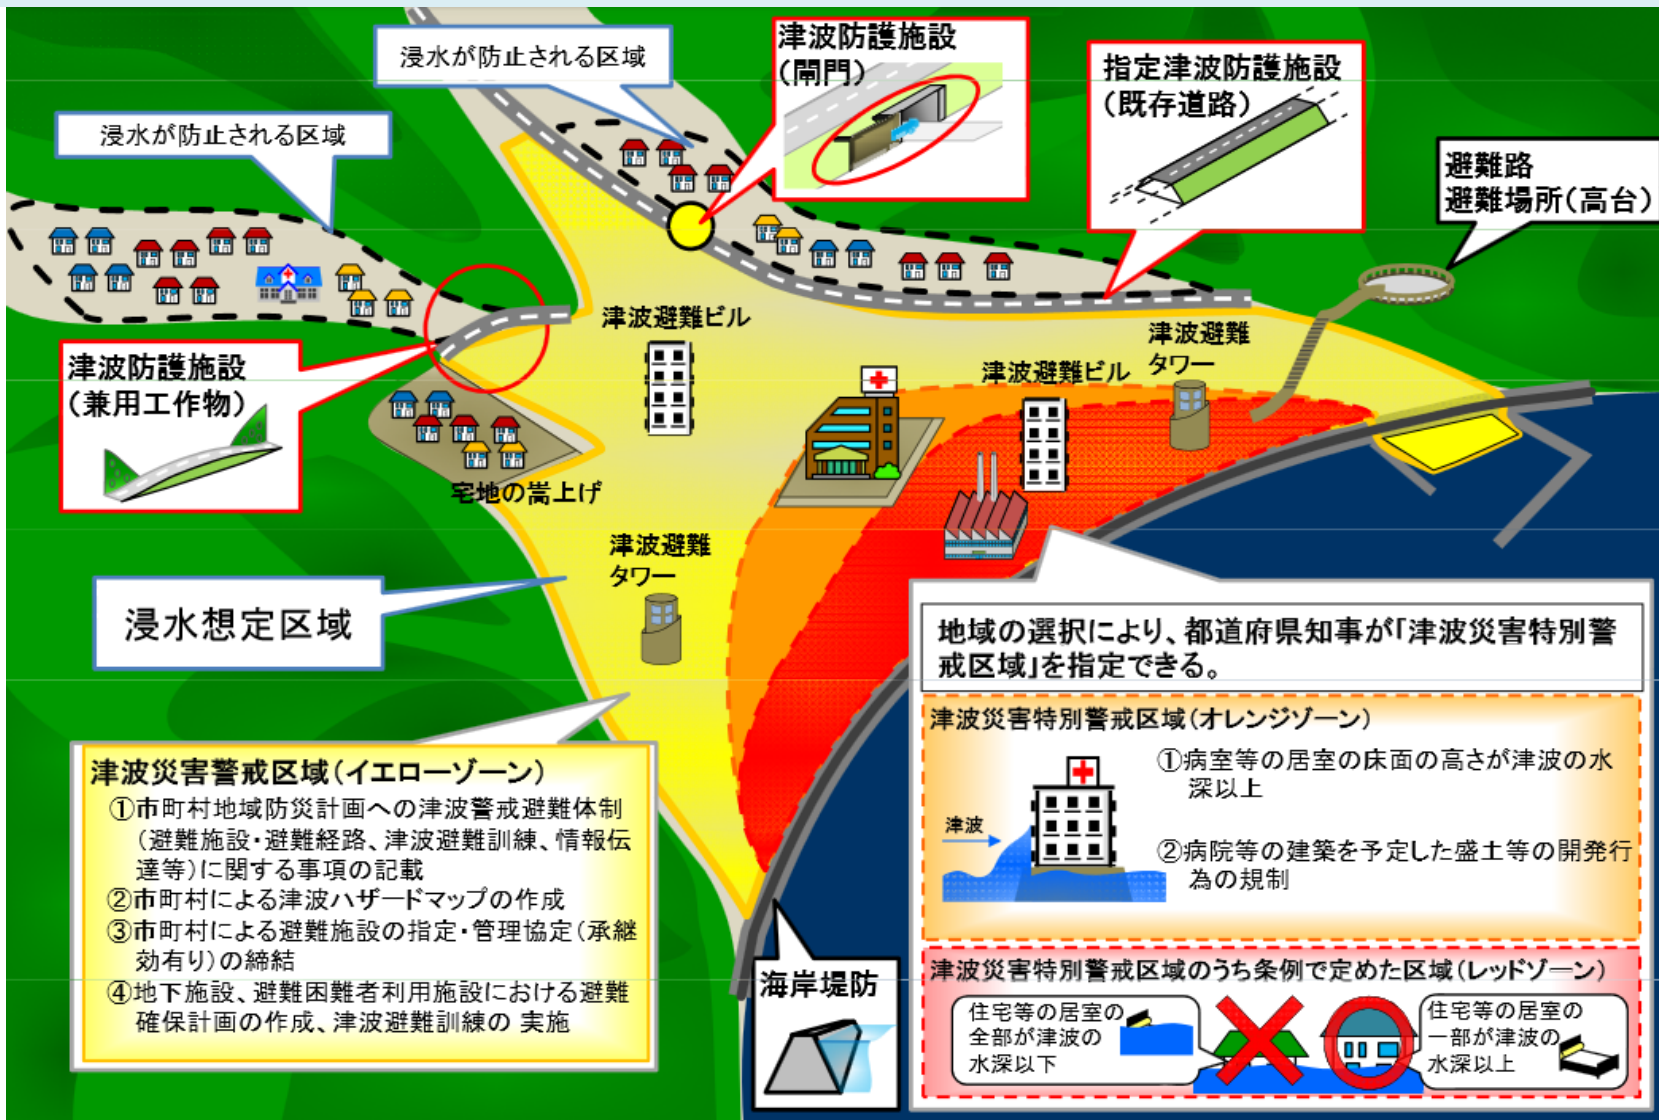 浸水が防止される区域
浸水が防止される区域
津波防護施設
(閘門)
指定津波防護施設
(既存道路)
避難路
避難場所(高台)
津波防護施設
(兼用工作物)
津波避難ビル
津波避難
タワー
津波避難ビル
宅地の嵩上げ
津波避難
タワー
浸水想定区域
津波災害警戒区域(イエローゾーン)
①市町村地域防災計画への津波警戒避難体制
(避難施設・避難経路、津波避難訓練、情報伝
達等)に関する事項の記載
②市町村による津波ハザードマップの作成
③市町村による避難施設の指定・管理協定(承継
効有り)の締結
④地下施設、避難困難者利用施設における避難
確保計画の作成、津波避難訓練の 実施
海岸堤防
地域の選択により、都道府県知事が「津波災害特別警
戒区域」を指定できる。
津波災害特別警戒区域(オレンジゾーン)
①病室等の居室の床面の高さが津波の水
深以上
津波
②病院等の建築を予定した盛土等の開発行
為の規制
津波災害特別警戒区域のうち条例で定めた区域(レッドゾーン)
住宅等の居室の
全部が津波の
水深以下
住宅等の居室の
一部が津波の
水深以上